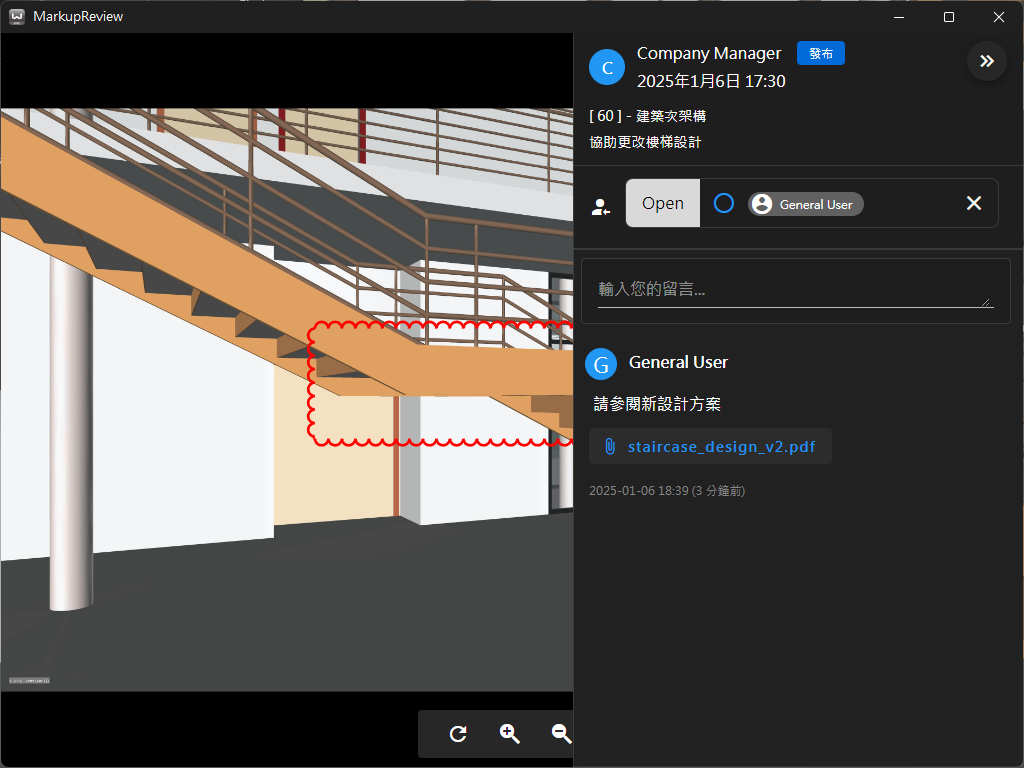 MarkupReview
C
Company Manager
發布
2025年1月6日 17:30
[ 60 ] - 建築次架構
協助更改樓梯設計
Open
General User
輸入您的留言...
G
General User
請參閱新設計方案
staircase_design_v2.pdf
2025-01-06 18:39 (3 分鐘前)